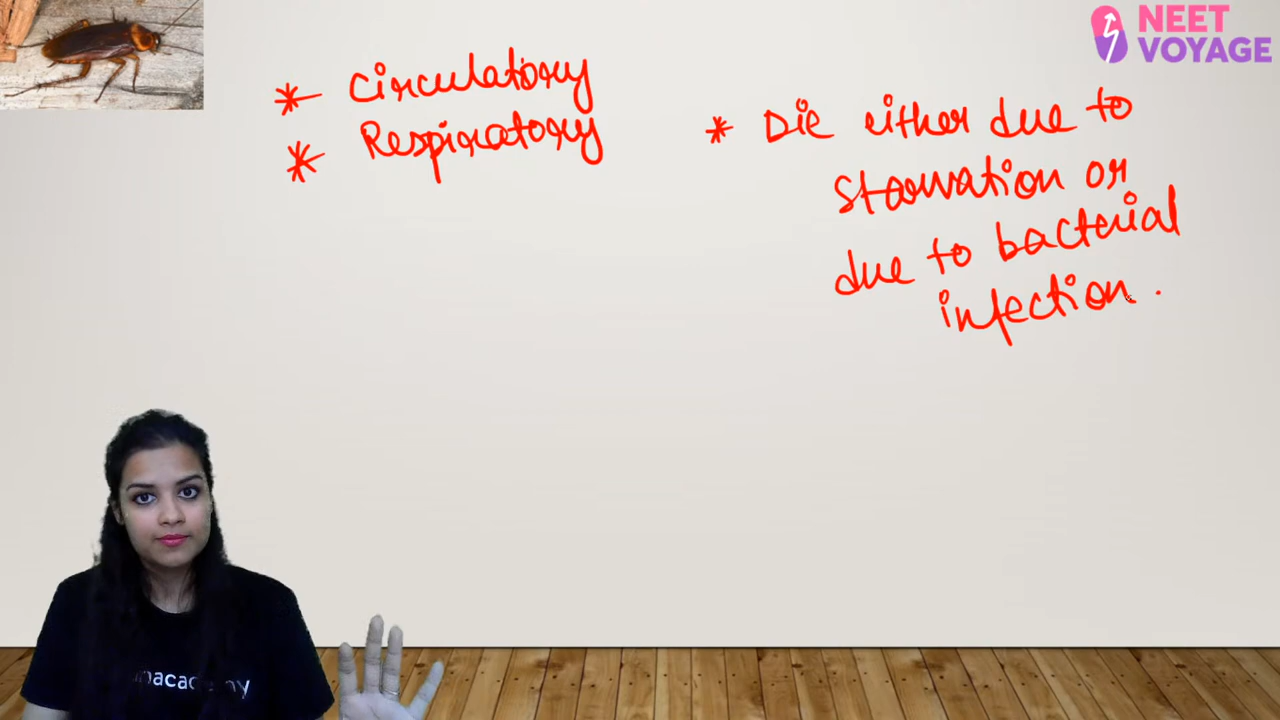 NEET
VOYAGE
* Circulatory
* Respiratory
* Die either due to
starvation or
due to bacterial
infection.
unacademy